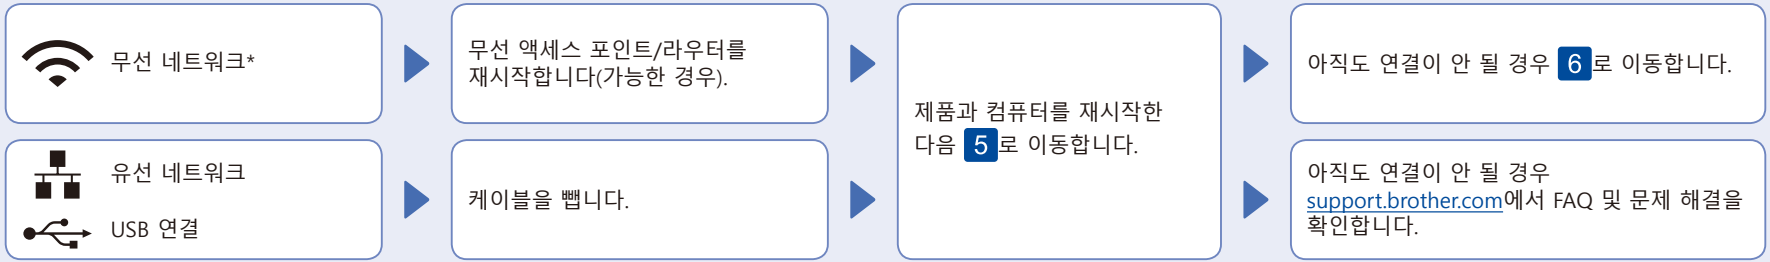 무선 네트워크*
무선 액세스 포인트/라우터를
재시작합니다(가능한 경우).
제품과 컴퓨터를 재시작한
다음 5로 이동합니다.
아직도 연결이 안 될 경우 6로 이동합니다.
유선 네트워크
USB 연결
케이블을 뺍니다.
아직도 연결이 안 될 경우
support.brother.com에서 FAQ 및 문제 해결을
확인합니다.